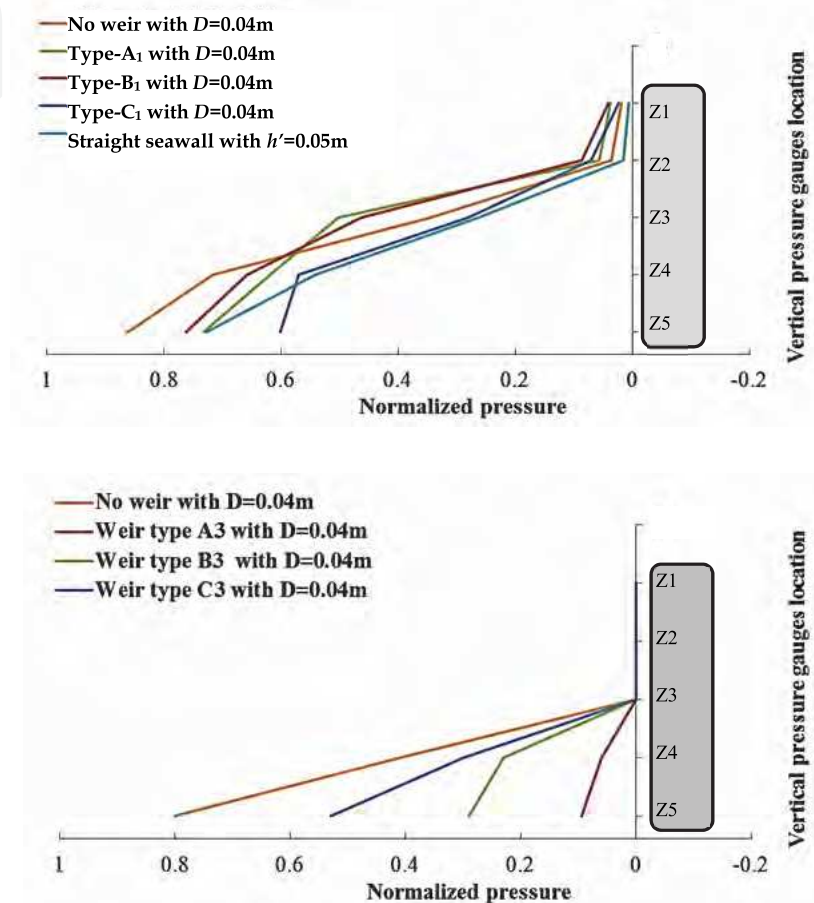 No weir with D=0.04m
Type-A₁ with D=0.04m
Type-B₁ with D=0.04m
Type-C₁ with D=0.04m
Straight seawall with h'=0.05m
Z1
Z2
Z3
Z4
Z5
Vertical pressure gauges location
1 0.8 0.6 0.4 0.2 0 -0.2
Normalized pressure
No weir with D=0.04m
Weir type A3 with D=0.04m
Weir type B3 with D=0.04m
Weir type C3 with D=0.04m
Z1
Z2
Z3
Z4
Z5
Vertical pressure gauges location
1 0.8 0.6 0.4 0.2 0 -0.2
Normalized pressure